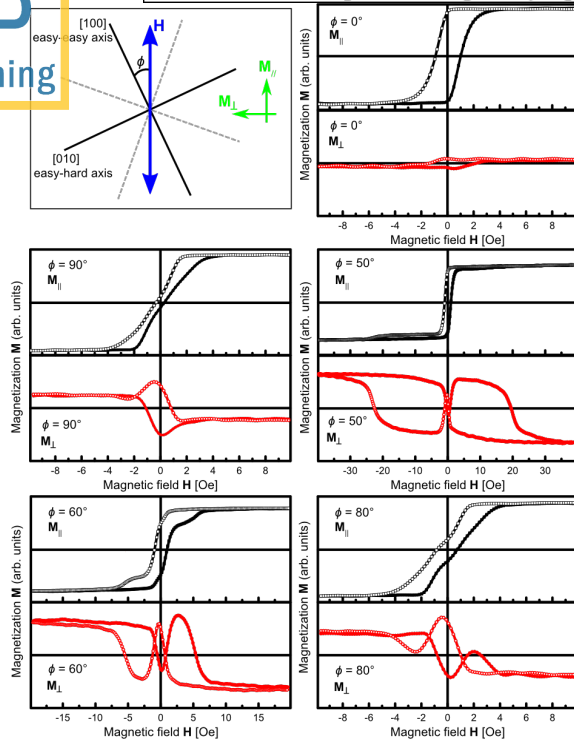 [100]
easy-easy axis
ϕ
H
M∥
M⊥
[010]
easy-hard axis
ning
Magnetization M (arb. units)
ϕ = 0°
M∥
ϕ = 0°
M⊥
-8 -6 -4 -2 0 2 4 6 8
Magnetic field H [Oe]
Magnetization M (arb. units)
ϕ = 90°
M∥
ϕ = 90°
M⊥
-8 -6 -4 -2 0 2 4 6 8
Magnetic field H [Oe]
Magnetization M (arb. units)
ϕ = 50°
M∥
ϕ = 50°
M⊥
-30 -20 -10 0 10 20 30
Magnetic field H [Oe]
Magnetization M (arb. units)
ϕ = 60°
M∥
ϕ = 60°
M⊥
-15 -10 -5 0 5 10 15
Magnetic field H [Oe]
Magnetization M (arb. units)
ϕ = 80°
M∥
ϕ = 80°
M⊥
-8 -6 -4 -2 0 2 4 6 8
Magnetic field H [Oe]